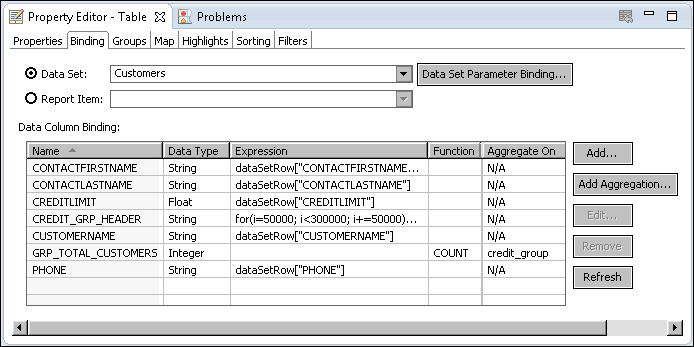 Property Editor - Table Problems
Properties Binding Groups Map Highlights Sorting Filters
Data Set: Customers Data Set Parameter Binding...
Report Item:
Data Column Binding:
Name Data Type Expression Function Aggregate On Add...
CONTACTFIRSTNAME String dataSetRow["CONTACTFIRSTNAME... N/A
CONTACTLASTNAME String dataSetRow["CONTACTLASTNAME"] N/A Add Aggregation...
CREDITLIMIT Float dataSetRow["CREDITLIMIT"] N/A
CREDIT_GRP_HEADER String for(i=50000; i<300000; i+=50000)... N/A Edit...
CUSTOMERNAME String dataSetRow["CUSTOMERNAME"] N/A
GRP_TOTAL_CUSTOMERS Integer COUNT credit_group Remove
PHONE String dataSetRow["PHONE"] N/A Refresh